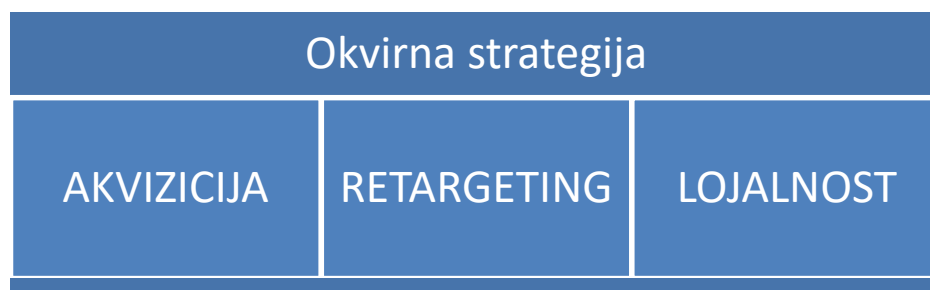 Okvirna strategija
AKVIZICIJA
RETARGETING
LOJALNOST